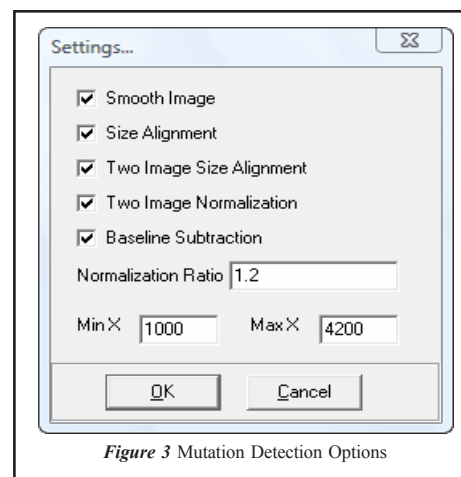 Settings...
Smooth Image
Size Alignment
Two Image Size Alignment
Two Image Normalization
Baseline Subtraction
Normalization Ratio 1.2
Min X 1000 Max X 4200
OK Cancel
Figure 3 Mutation Detection Options